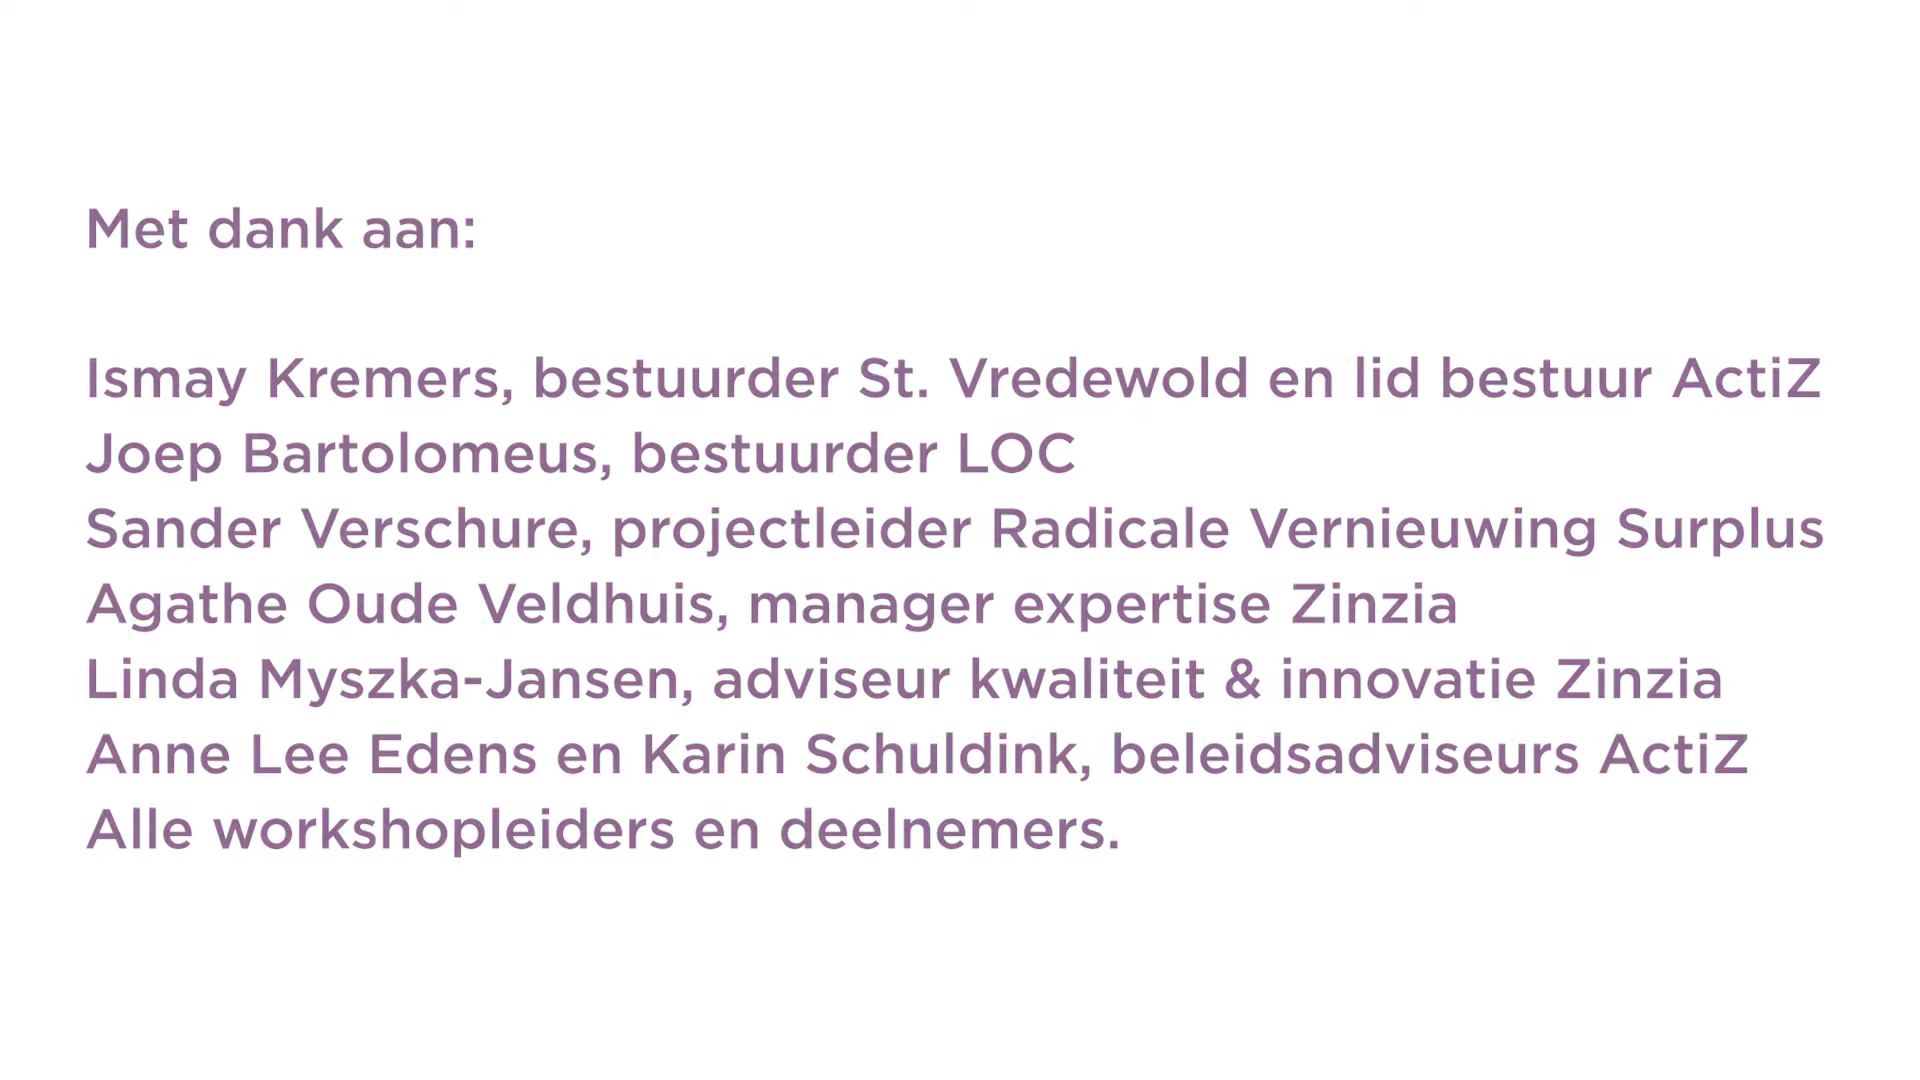 Met dank aan:
Ismay Kremers, bestuurder St. Vredewold en lid bestuur ActiZ
Joep Bartolomeus, bestuurder LOC
Sander Verschure, projectleider Radicale Vernieuwing Surplus
Agathe Oude Veldhuis, manager expertise Zinzia
Linda Myszka-Jansen, adviseur kwaliteit & innovatie Zinzia
Anne Lee Edens en Karin Schuldink, beleidsadviseurs ActiZ
Alle workshopleiders en deelnemers.